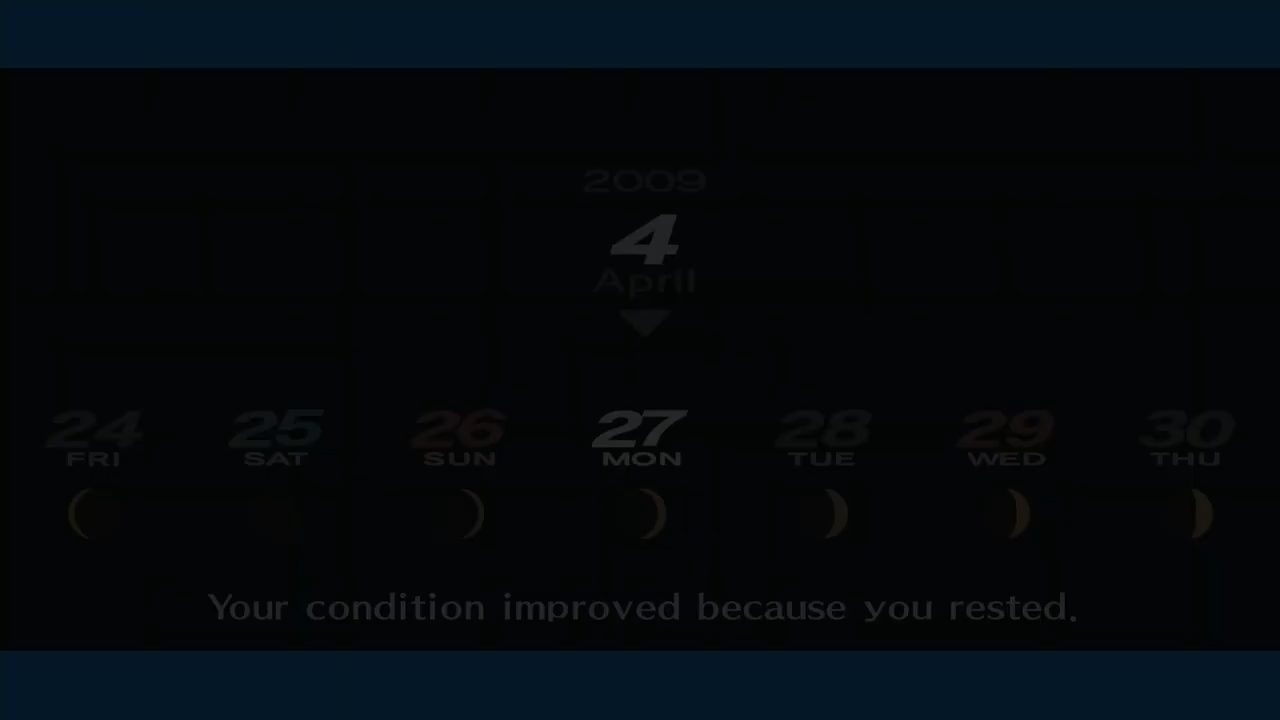 2009
4
April
24 25 26 27 28 29 30
FRI SAT SUN MON TUE WED THU
Your condition improved because you rested.